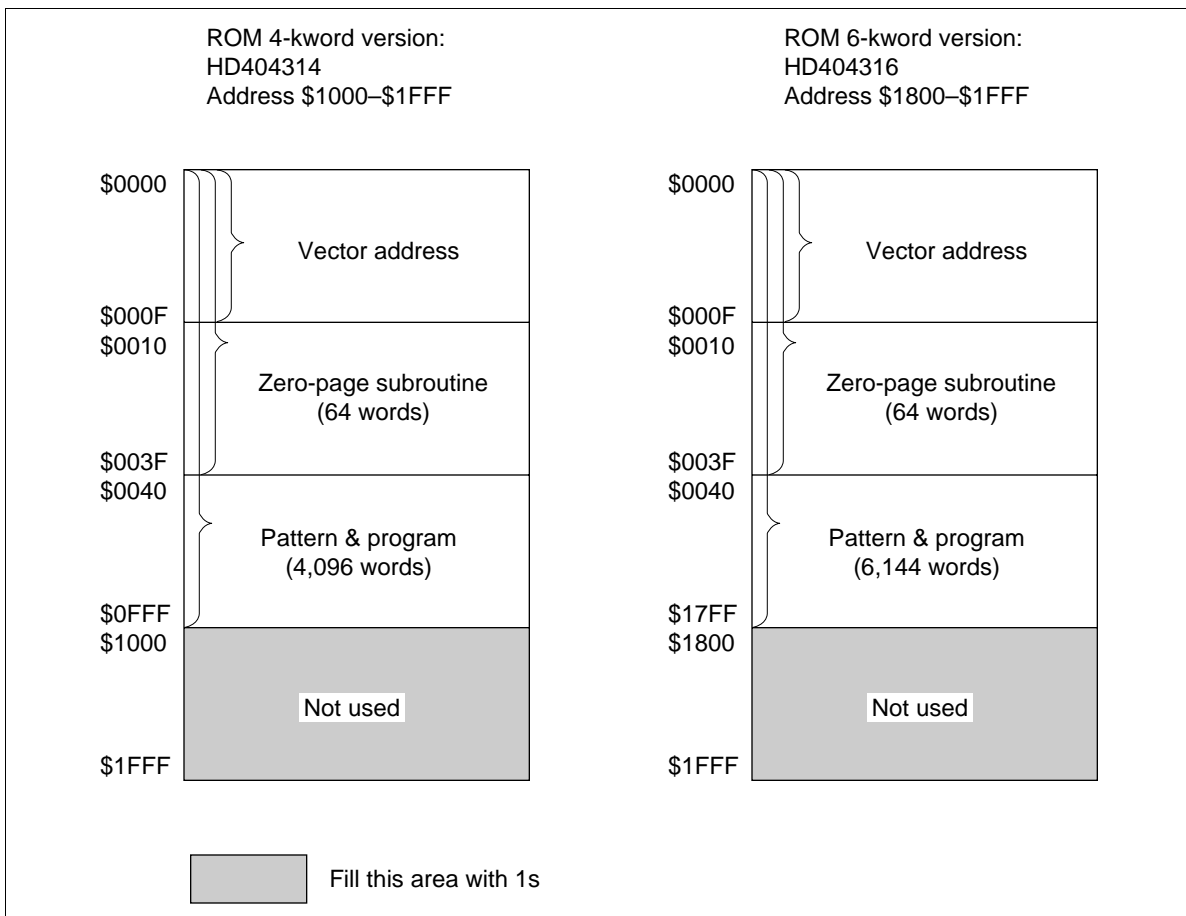 ROM 4-kword version:
HD404314
Address $1000–$1FFF
$0000
Vector address
$000F
$0010
Zero-page subroutine
(64 words)
$003F
$0040
Pattern & program
(4,096 words)
$0FFF
$1000
Not used
$1FFF
ROM 6-kword version:
HD404316
Address $1800–$1FFF
$0000
Vector address
$000F
$0010
Zero-page subroutine
(64 words)
$003F
$0040
Pattern & program
(6,144 words)
$17FF
$1800
Not used
$1FFF
Fill this area with 1s